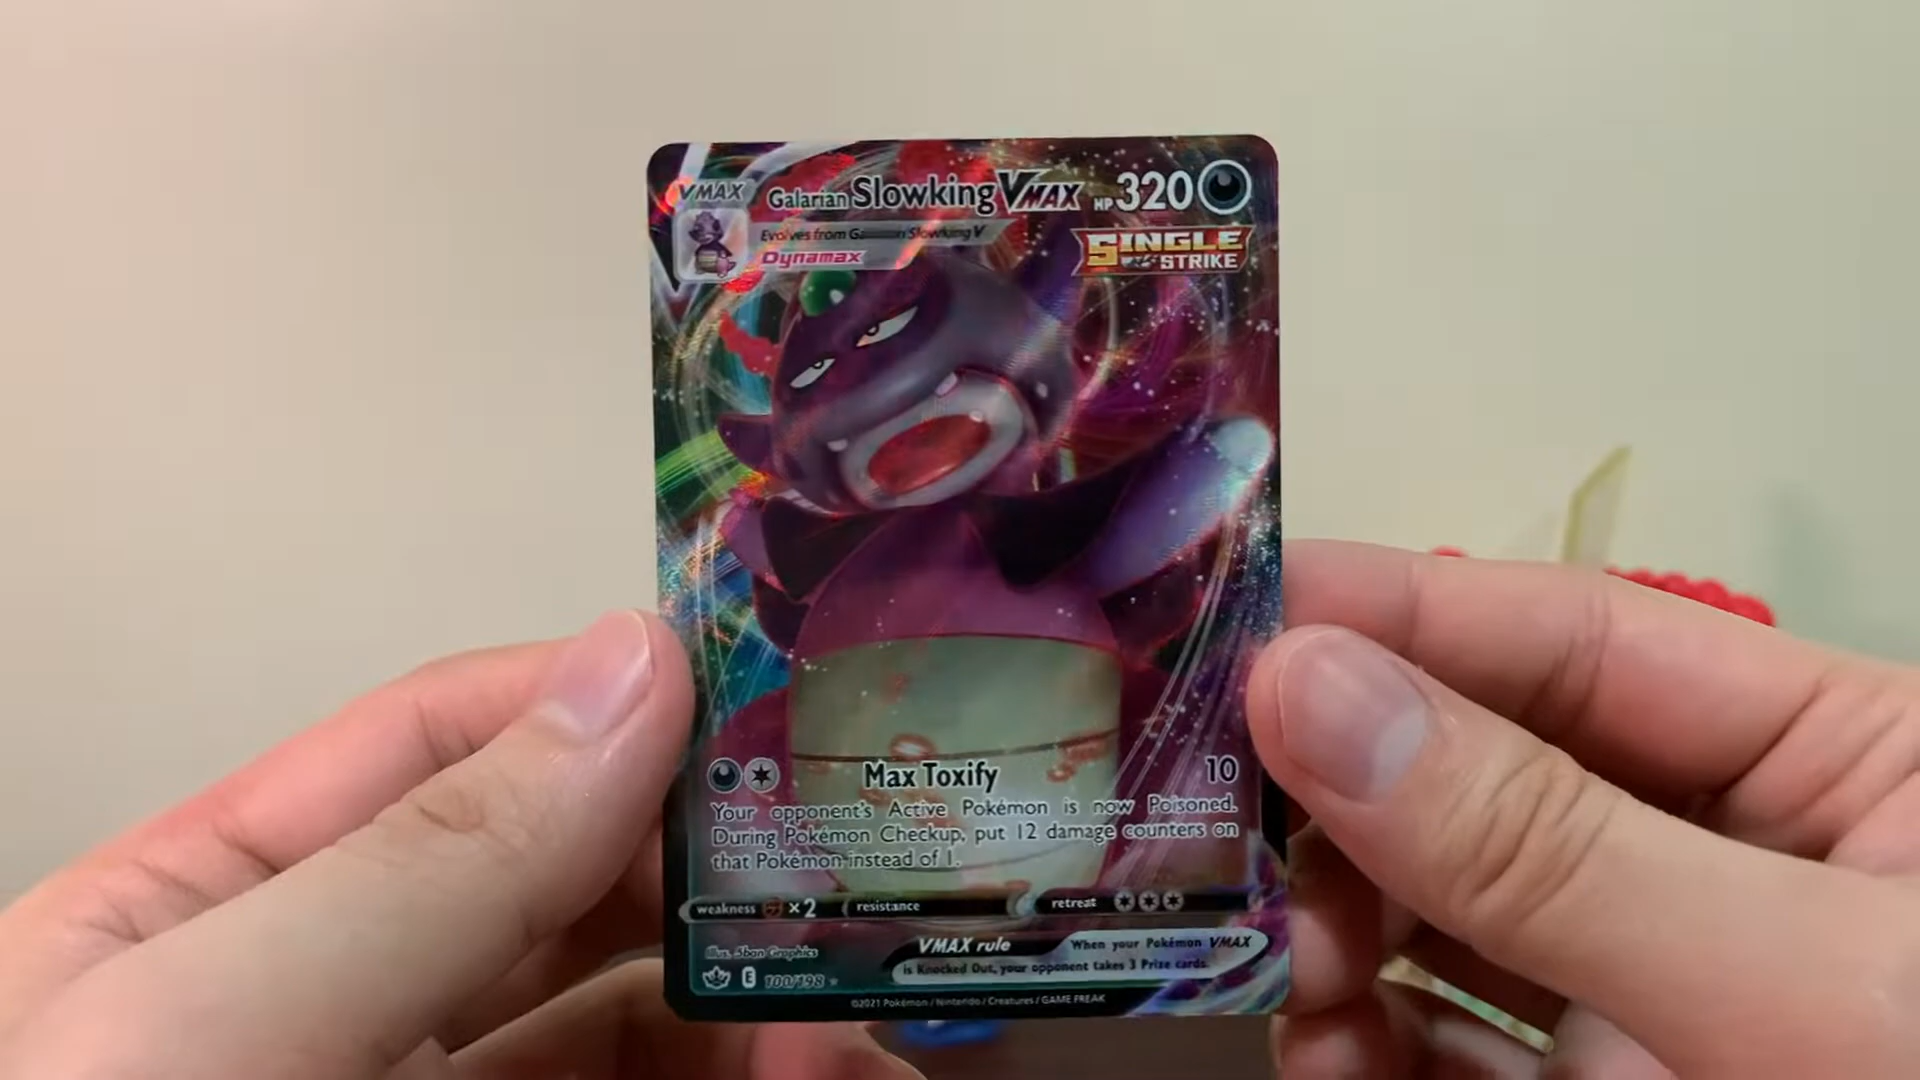 VMAX
Galarian Slowking VMAX HP 320
Evolves from Galarian Slowking V
Dynamax
SINGLE STRIKE
Max Toxify 10
Your opponent's Active Pokémon is now Poisoned.
During Pokémon Checkup, put 12 damage counters on
that Pokémon instead of 1.
weakness ×2 resistance retreat
Illus. 5ban Graphics
VMAX rule When your Pokémon VMAX
is Knocked Out, your opponent takes 3 Prize cards.
E 100/198
©2021 Pokémon / Nintendo / Creatures / GAME FREAK